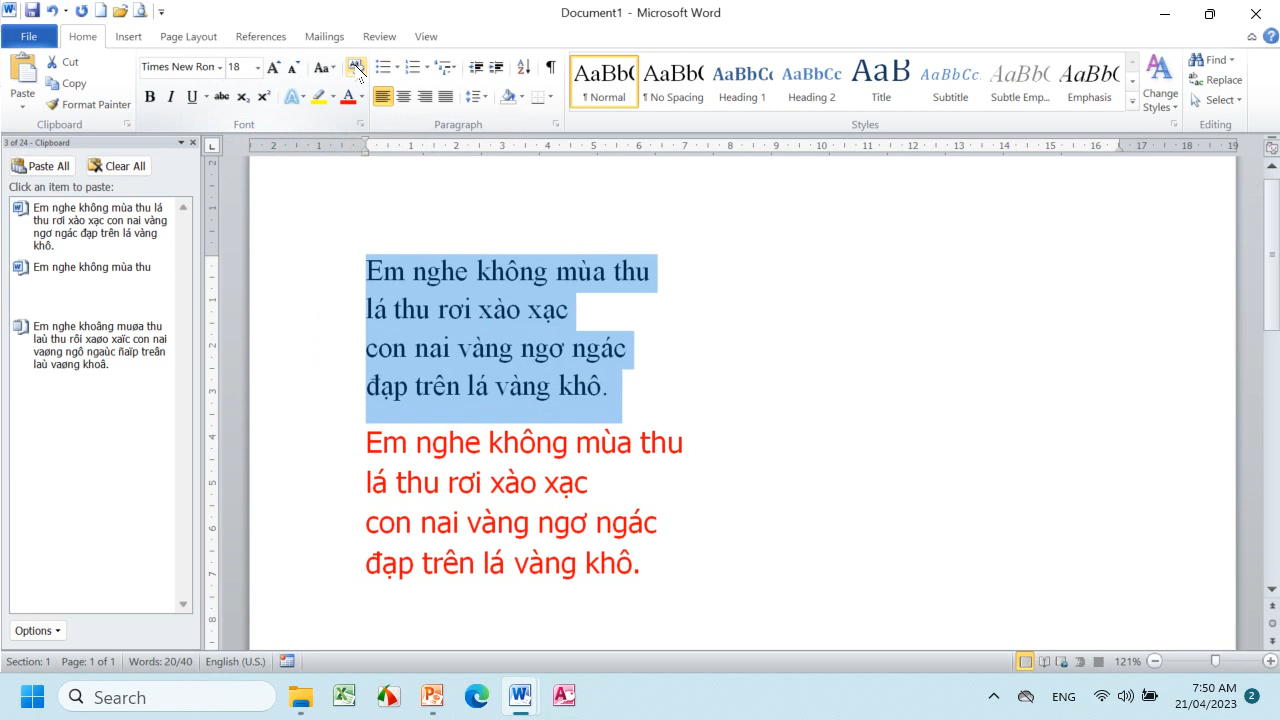 Document1 - Microsoft Word
File Home Insert Page Layout References Mailings Review View
Paste
Cut
Copy
Format Painter
Clipboard
Times New Ron 18
Font
Paragraph
AaBbC AaBbC AaBbCc AaBbCc AaB AaBbCc. AaBbC AaBbC
¶ Normal ¶ No Spacing Heading 1 Heading 2 Title Subtitle Subtle Emp... Emphasis
Change Styles
Styles
Find
Replace
Select
Editing
3 of 24 - Clipboard
Paste All Clear All
Click an item to paste:
Em nghe không mùa thu lá
thu rơi xào xạc con nai vàng
ngơ ngác đạp trên lá vàng
khô.
Em nghe không mùa thu
Em nghe khoâng muøa thu
laù thu rôi xaøo xaïc con nai
vaøng ngô ngaùc ñaïp treân
laù vaøng khoâ.
Options
Em nghe không mùa thu
lá thu rơi xào xạc
con nai vàng ngơ ngác
đạp trên lá vàng khô.
Em nghe không mùa thu
lá thu rơi xào xạc
con nai vàng ngơ ngác
đạp trên lá vàng khô.
Section: 1 Page: 1 of 1 Words: 20/40 English (U.S.) 121%
Search
ENG
7:50 AM
21/04/2023
2